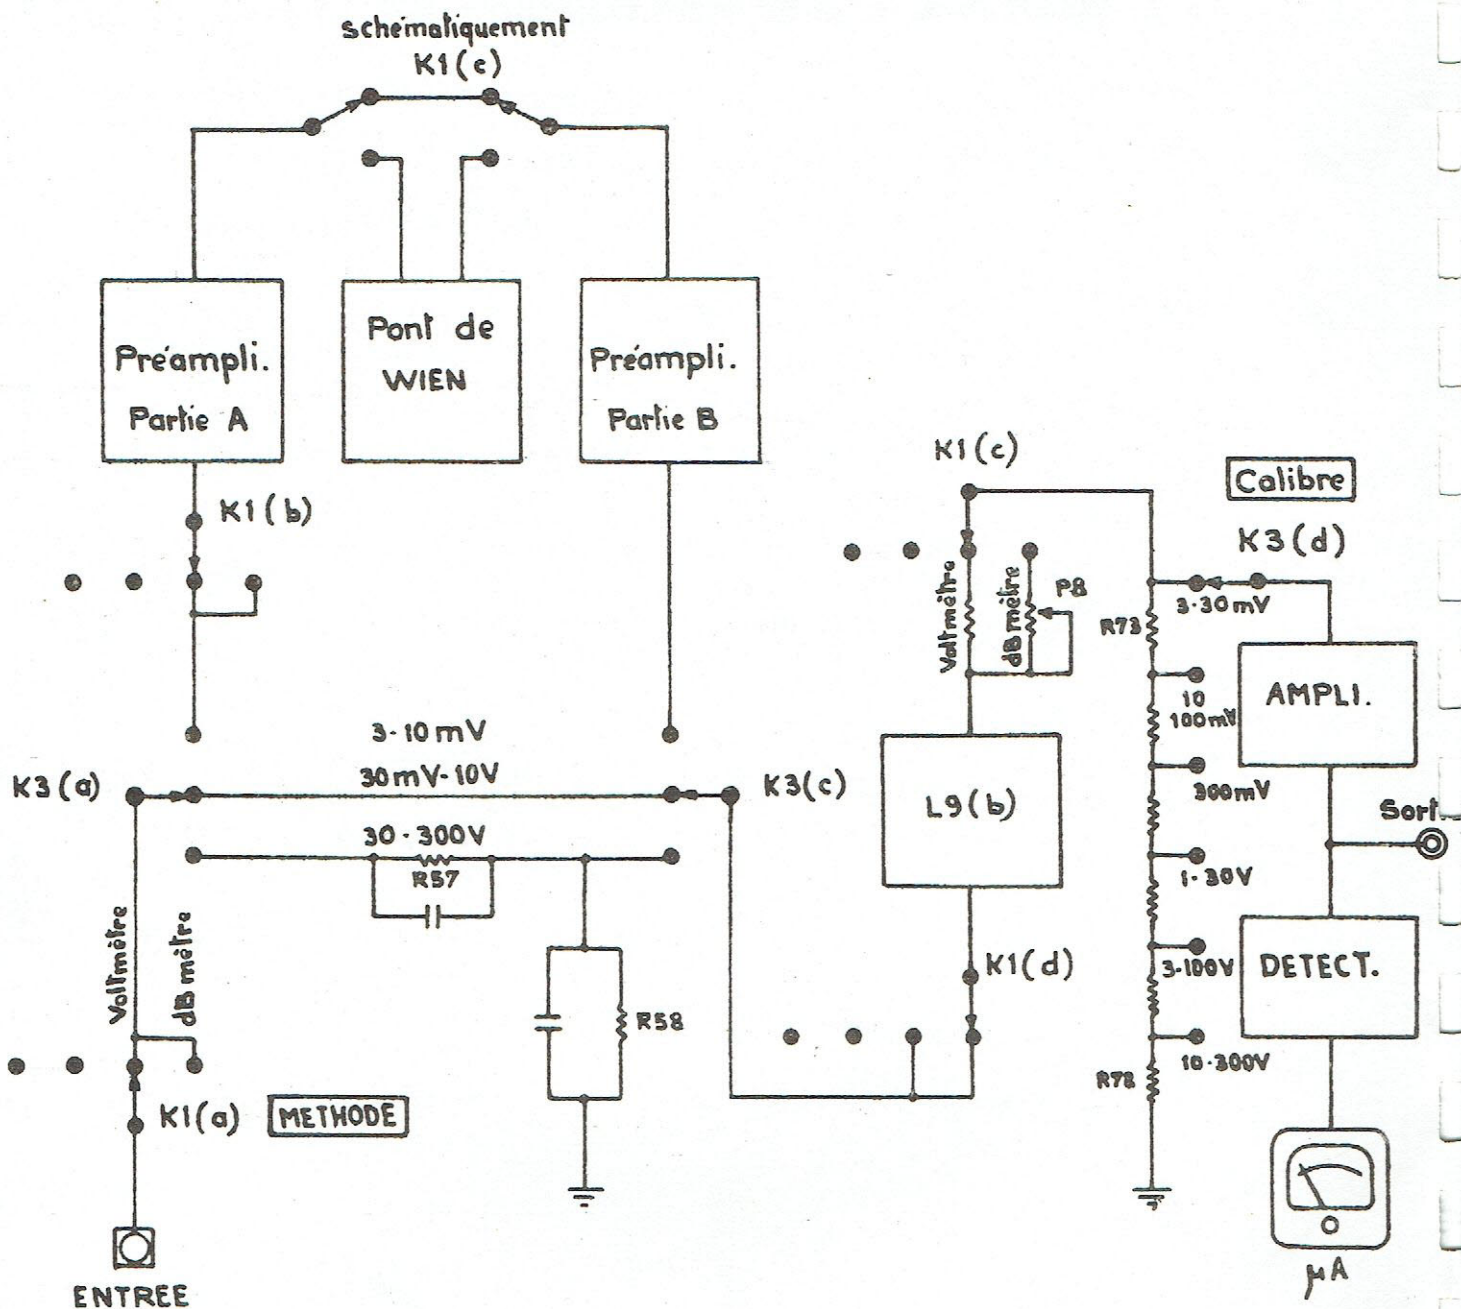 schématiquement
K1(e)
Préampli.
Partie A
Pont de
WIEN
Préampli.
Partie B
K1(b)
K1(c)
Calibre
K3(d)
Voltmètre
dB mètre
P8
R73
3-30mV
10
100mV
AMPLI.
3-10mV
K3(a)
30mV-10V
K3(c)
300mV
L9(b)
Sort.
30-300V
R57
1-30V
Voltmètre
dB mètre
K1(d)
3-100V
DETECT.
R58
10-300V
R78
K1(a)
METHODE
ENTREE
µA